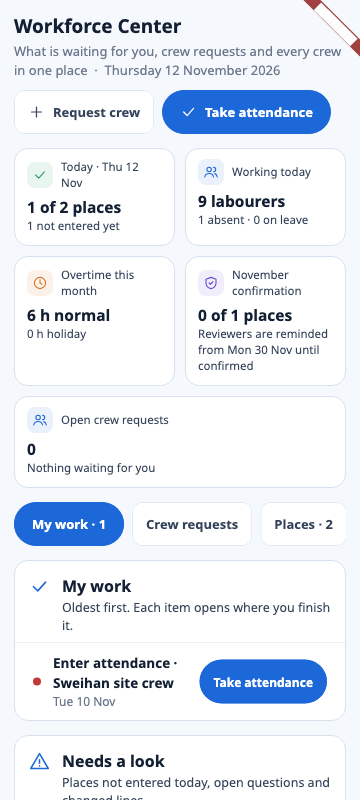 Workforce Center
What is waiting for you, crew requests and every crew
in one place · Thursday 12 November 2026
Request crew
Take attendance
Today · Thu 12
Nov
1 of 2 places
1 not entered yet
Working today
9 labourers
1 absent · 0 on leave
Overtime this
month
6 h normal
0 h holiday
November
confirmation
0 of 1 places
Reviewers are reminded
from Mon 30 Nov until
confirmed
Open crew requests
0
Nothing waiting for you
My work · 1
Crew requests
Places · 2
My work
Oldest first. Each item opens where you finish
it.
Enter attendance ·
Sweihan site crew
Tue 10 Nov
Take attendance
Needs a look
Places not entered today, open questions and
changed lines